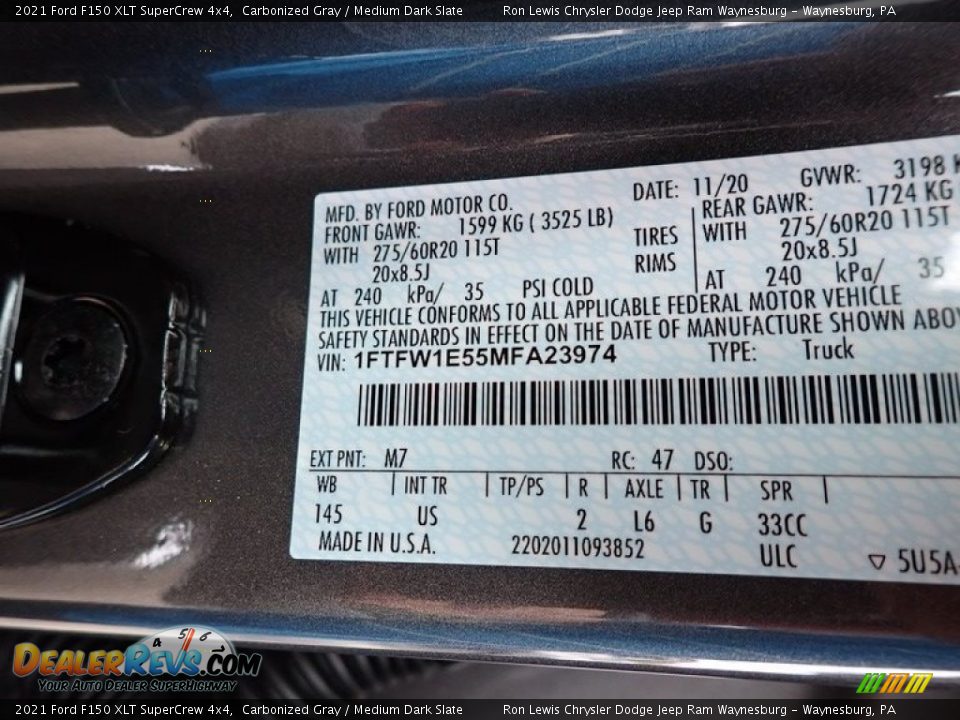 2021 Ford F150 XLT SuperCrew 4x4, Carbonized Gray / Medium Dark Slate Ron Lewis Chrysler Dodge Jeep Ram Waynesburg - Waynesburg, PA
MFD. BY FORD MOTOR CO. DATE: 11/20 GVWR: 3198 K
FRONT GAWR: 1599 KG ( 3525 LB) REAR GAWR: 1724 KG
WITH 275/60R20 115T TIRES WITH 275/60R20 115T
20x8.5J RIMS 20x8.5J
AT 240 kPa/ 35 PSI COLD AT 240 kPa/ 35
THIS VEHICLE CONFORMS TO ALL APPLICABLE FEDERAL MOTOR VEHICLE
SAFETY STANDARDS IN EFFECT ON THE DATE OF MANUFACTURE SHOWN ABOV
VIN: 1FTFW1E55MFA23974 TYPE: Truck
EXT PNT: M7 RC: 47 DSO:
WB INT TR TP/PS R AXLE TR SPR
145 US 2 L6 G 33CC
MADE IN U.S.A. 2202011093852 ULC ▽ 5U5A-
4 5 6
DEALERREVS.COM
YOUR AUTO DEALER SUPERHIGHWAY
2021 Ford F150 XLT SuperCrew 4x4, Carbonized Gray / Medium Dark Slate Ron Lewis Chrysler Dodge Jeep Ram Waynesburg - Waynesburg, PA